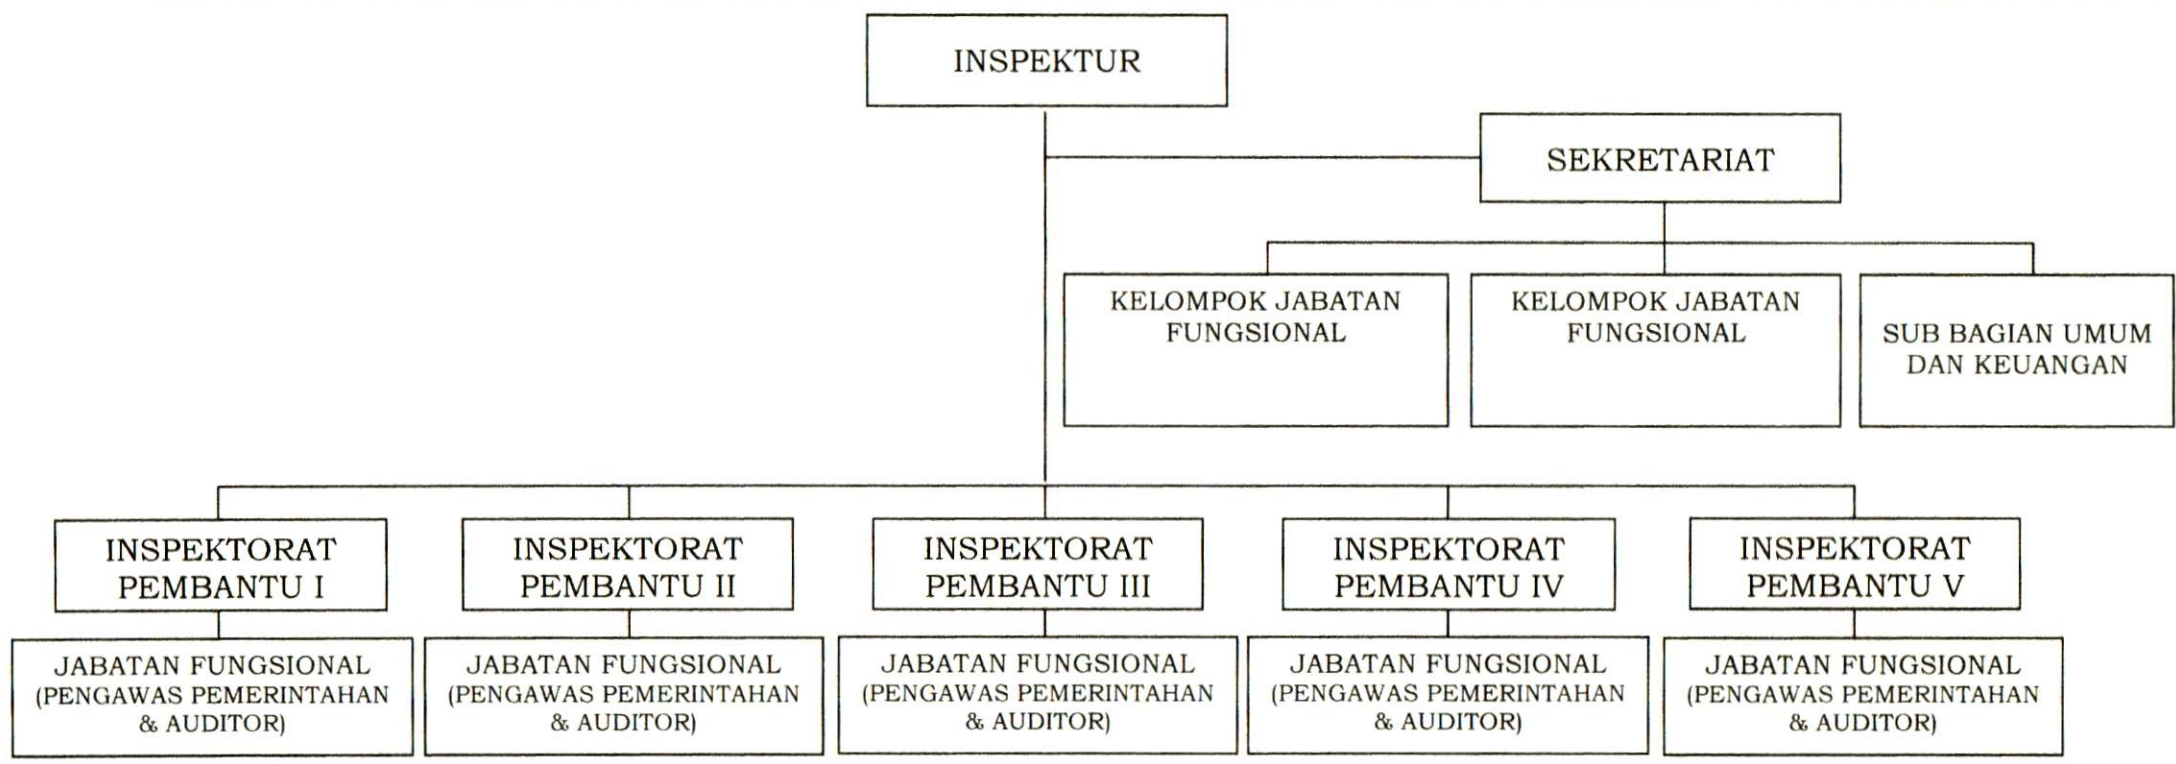 INSPEKTUR
SEKRETARIAT
KELOMPOK JABATAN
FUNGSIONAL
KELOMPOK JABATAN
FUNGSIONAL
SUB BAGIAN UMUM
DAN KEUANGAN
INSPEKTORAT
PEMBANTU I
INSPEKTORAT
PEMBANTU II
INSPEKTORAT
PEMBANTU III
INSPEKTORAT
PEMBANTU IV
INSPEKTORAT
PEMBANTU V
JABATAN FUNGSIONAL
(PENGAWAS PEMERINTAHAN
& AUDITOR)
JABATAN FUNGSIONAL
(PENGAWAS PEMERINTAHAN
& AUDITOR)
JABATAN FUNGSIONAL
(PENGAWAS PEMERINTAHAN
& AUDITOR)
JABATAN FUNGSIONAL
(PENGAWAS PEMERINTAHAN
& AUDITOR)
JABATAN FUNGSIONAL
(PENGAWAS PEMERINTAHAN
& AUDITOR)